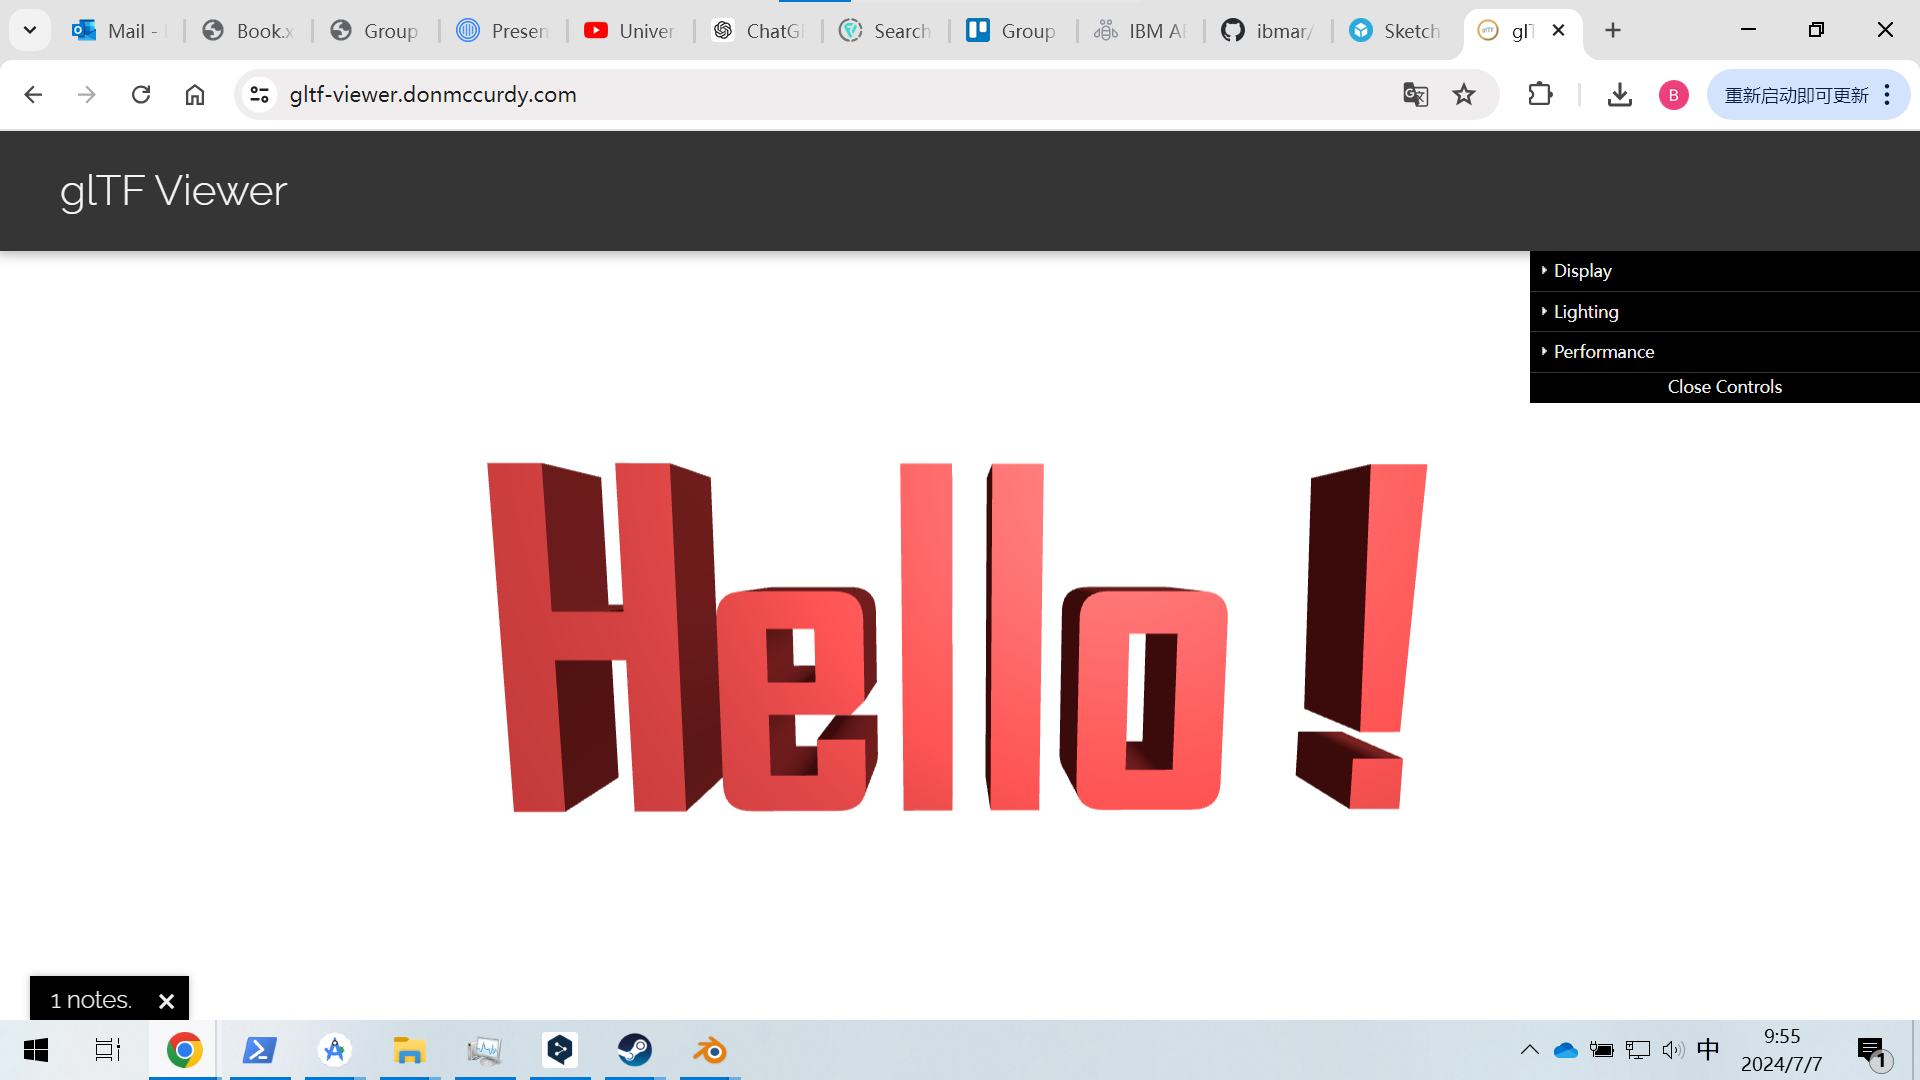 Mail -
Book.x
Group
Presen
Univer
ChatGI
Search
Group
IBM AF
ibmar/
Sketch
glT
gltf-viewer.donmccurdy.com
B
重新启动即可更新
glTF Viewer
Display
Lighting
Performance
Close Controls
Hello!
1 notes.
中
9:55
2024/7/7
1